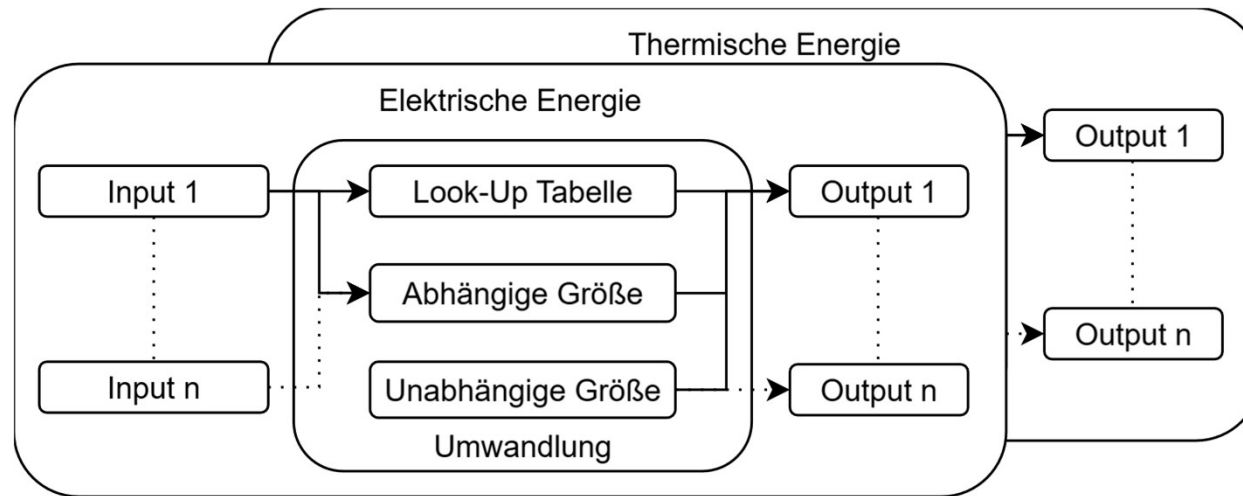 Thermische Energie
Elektrische Energie
Output 1
Input 1
Look-Up Tabelle
Output 1
Abhängige Größe
Output n
Input n
Unabhängige Größe
Output n
Umwandlung